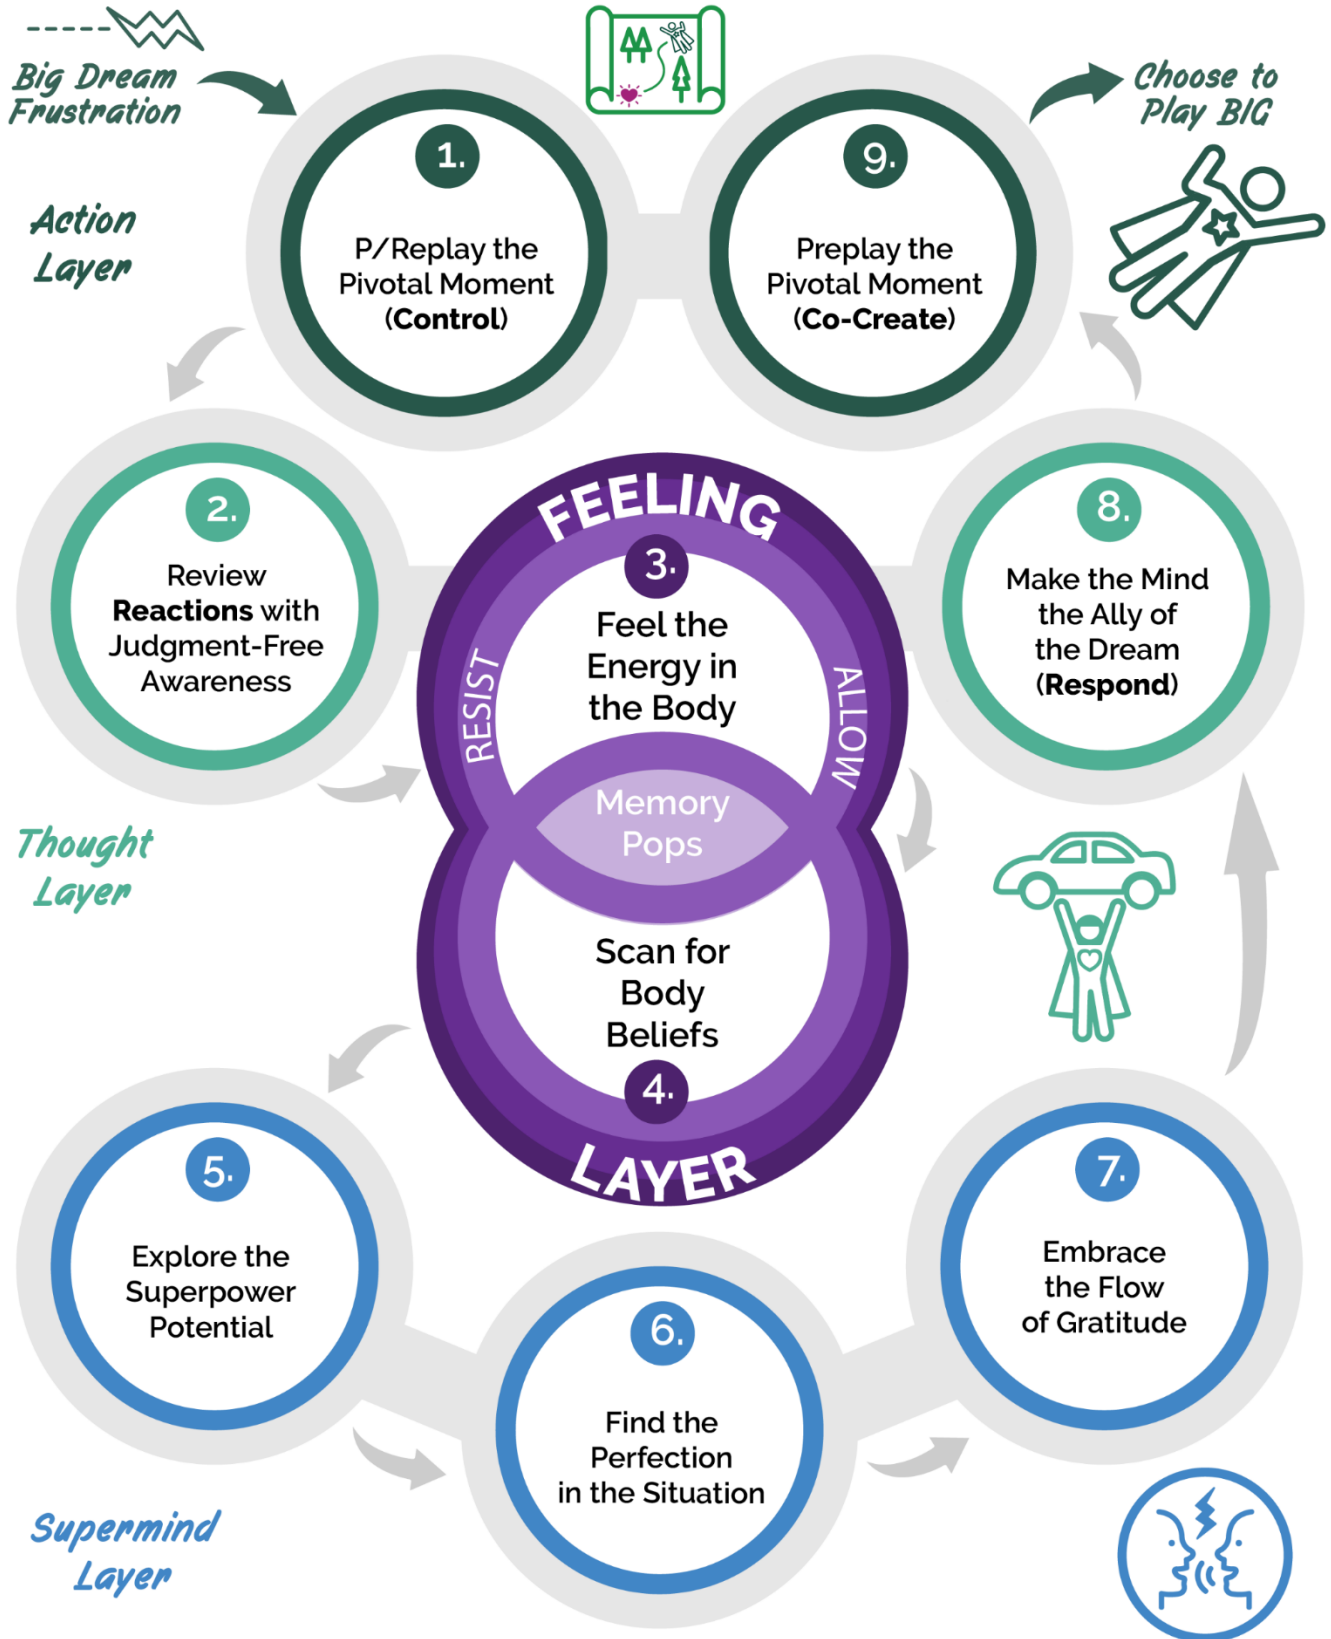 Big Dream
Frustration
Choose to
Play BIG
Action
Layer
1.
P/Replay the
Pivotal Moment
(Control)
9.
Preplay the
Pivotal Moment
(Co-Create)
2.
Review
Reactions with
Judgment-Free
Awareness
FEELING
3.
Feel the
Energy in
the Body
RESIST
ALLOW
Memory
Pops
Scan for
Body
Beliefs
4.
LAYER
8.
Make the Mind
the Ally of
the Dream
(Respond)
Thought
Layer
5.
Explore the
Superpower
Potential
6.
Find the
Perfection
in the Situation
7.
Embrace
the Flow
of Gratitude
Supermind
Layer